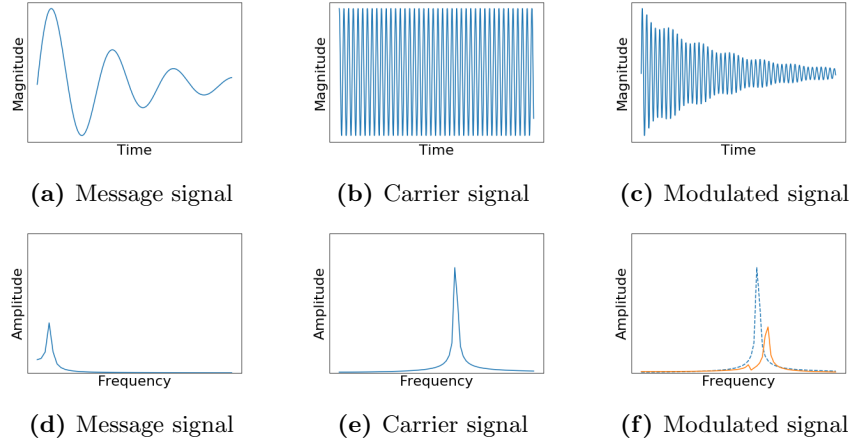 Magnitude
Time
(a) Message signal
Magnitude
Time
(b) Carrier signal
Magnitude
Time
(c) Modulated signal
Amplitude
Frequency
(d) Message signal
Amplitude
Frequency
(e) Carrier signal
Amplitude
Frequency
(f) Modulated signal